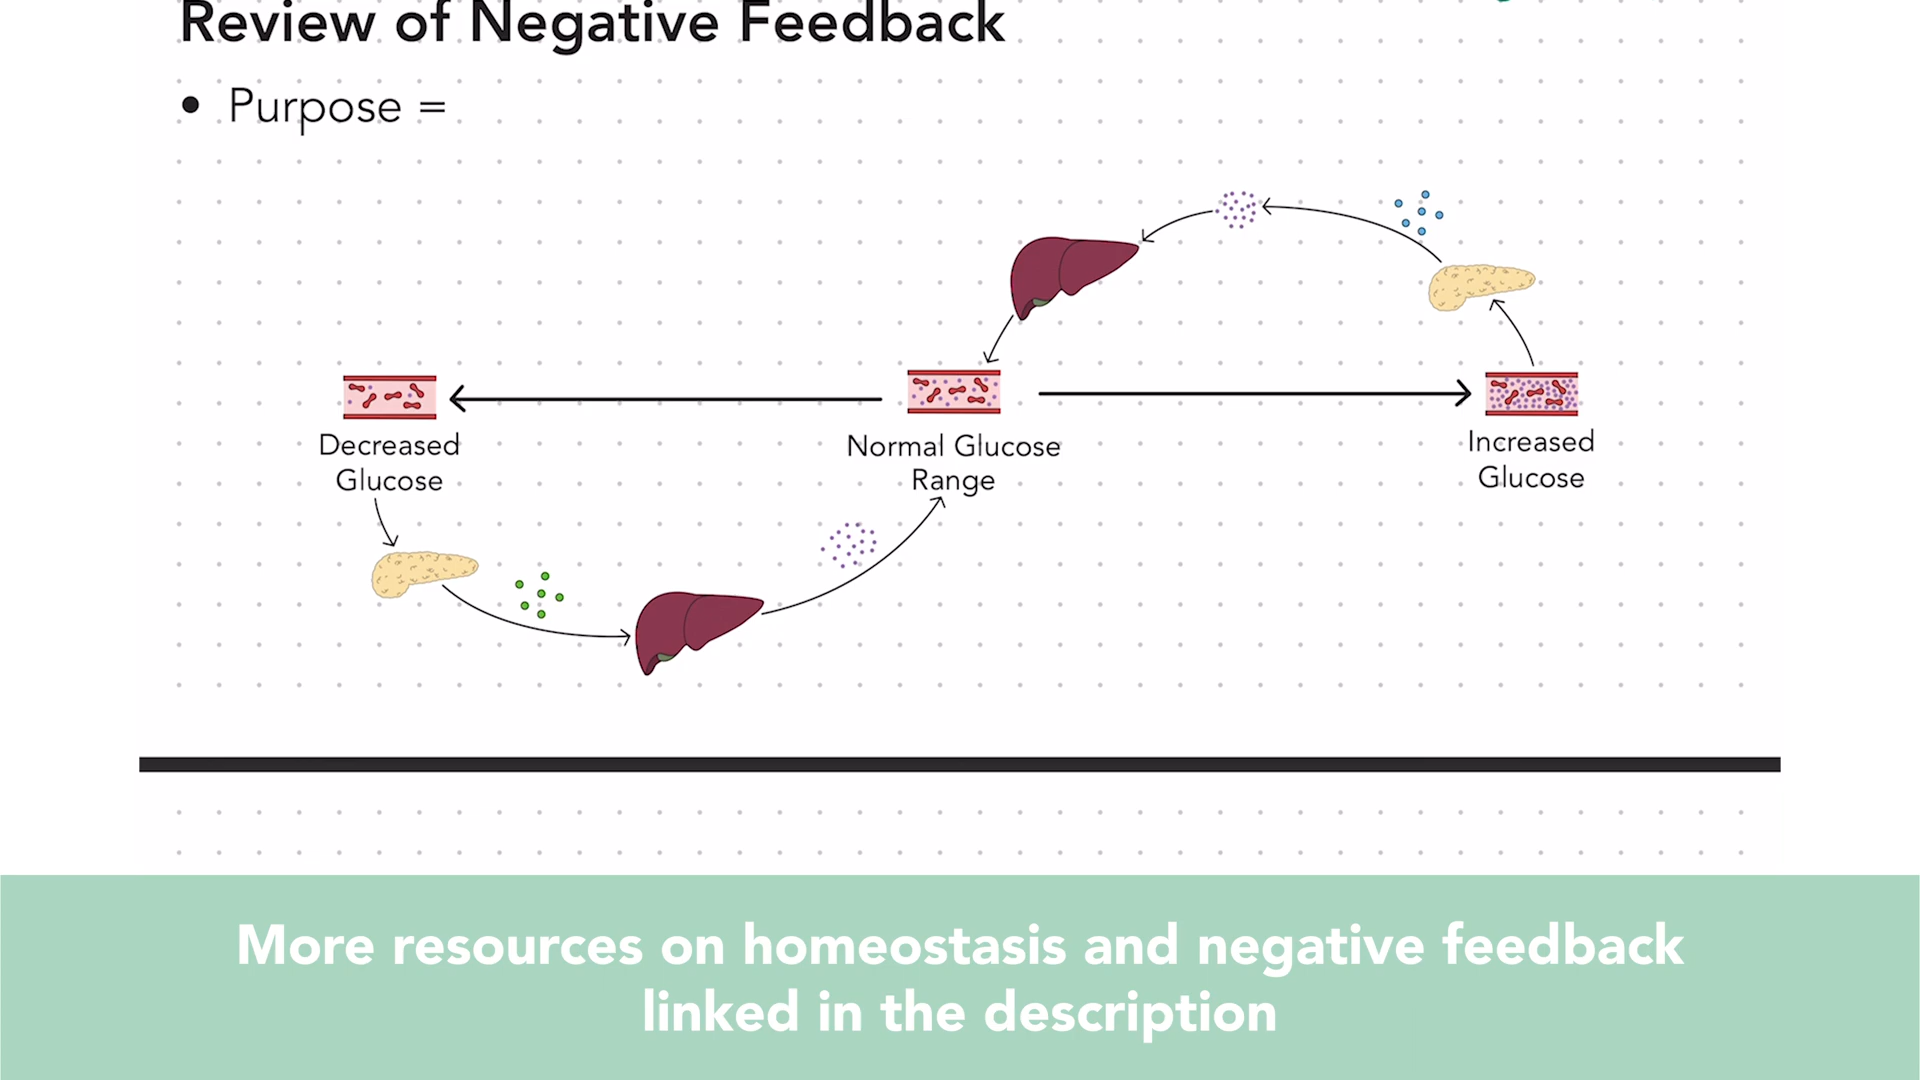 Review of Negative Feedback
• Purpose =
Decreased
Glucose
Normal Glucose
Range
Increased
Glucose
More resources on homeostasis and negative feedback
linked in the description